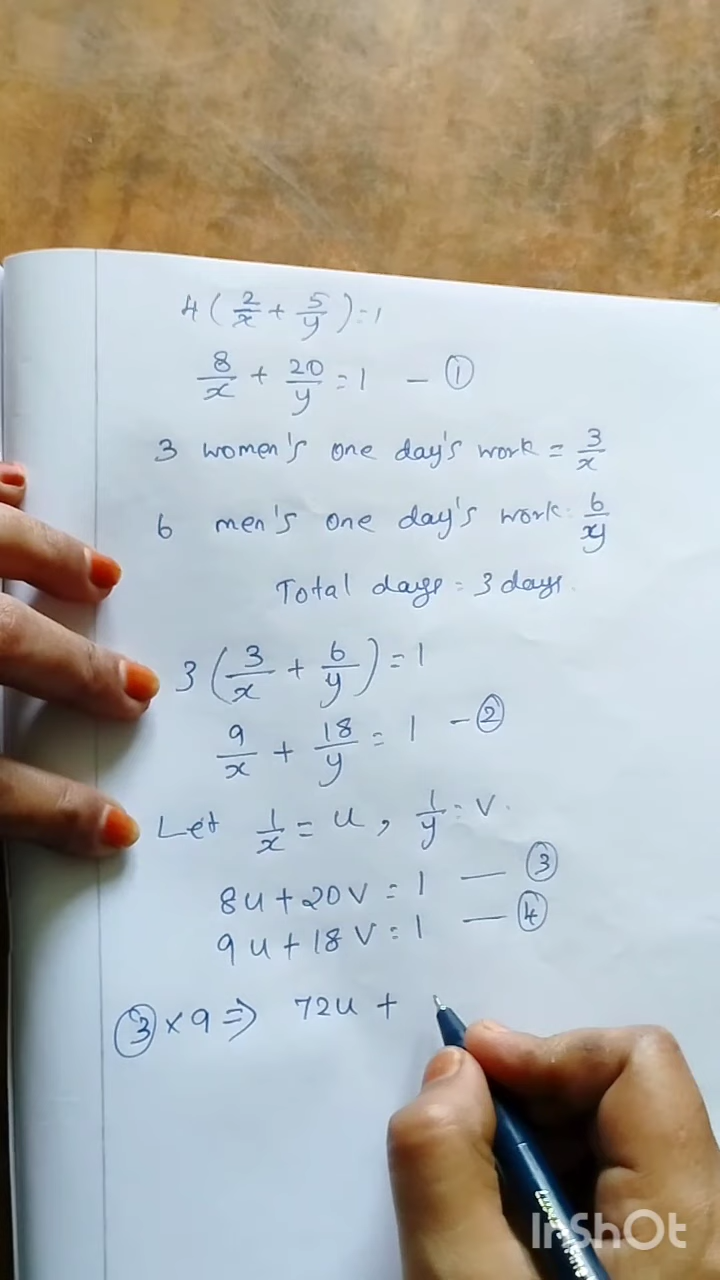 4(2/x + 5/y) = 1
8/x + 20/y = 1 - ①
3 women's one day's work = 3/x
6 men's one day's work: 6/y
Total days = 3 days.
3(3/x + 6/y) = 1
9/x + 18/y = 1 - ②
Let 1/x = u, 1/y = v.
8u + 20v = 1 — ③
9u + 18v = 1 — ④
③ × 9 ⇒ 72u +
InShOt